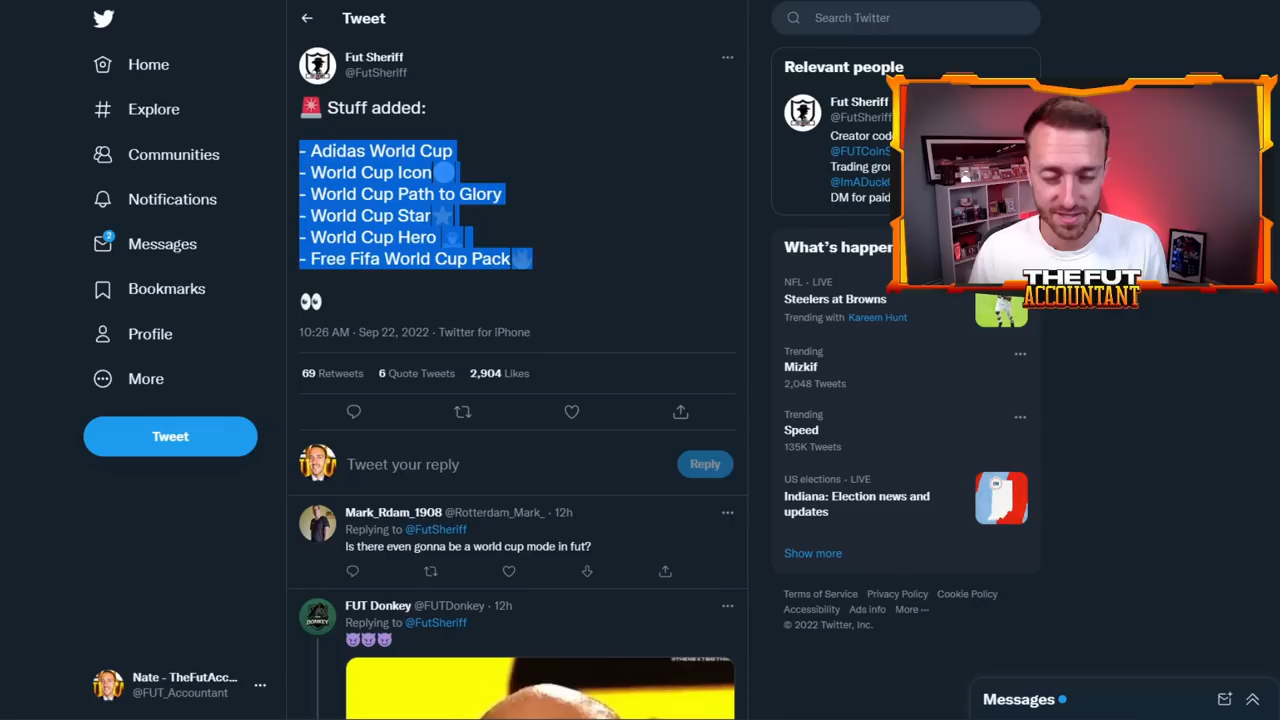 Home
Explore
Communities
Notifications
2
Messages
Bookmarks
Profile
More
Tweet
Nate - TheFutAcc...
@FUT_Accountant
Tweet
Fut Sheriff
@FutSheriff
🚨 Stuff added:
- Adidas World Cup
- World Cup Icon
- World Cup Path to Glory
- World Cup Star
- World Cup Hero
- Free Fifa World Cup Pack
👀
10:26 AM · Sep 22, 2022 · Twitter for iPhone
69 Retweets 6 Quote Tweets 2,904 Likes
Tweet your reply
Reply
Mark_Rdam_1908 @Rotterdam_Mark_ · 12h
Replying to @FutSheriff
Is there even gonna be a world cup mode in fut?
FUT Donkey @FUTDonkey · 12h
Replying to @FutSheriff
😈😈😈
Search Twitter
Relevant people
Fut Sheriff
@FutSheriff
Creator cod
@FUTCoinS
Trading grou
@ImADuck
DM for paid
THE FUT
ACCOUNTANT
What's happen
NFL · LIVE
Steelers at Browns
Trending with Kareem Hunt
Trending
Mizkif
2,048 Tweets
Trending
Speed
135K Tweets
US elections · LIVE
Indiana: Election news and
updates
Show more
Terms of Service Privacy Policy Cookie Policy
Accessibility Ads info More ···
© 2022 Twitter, Inc.
Messages